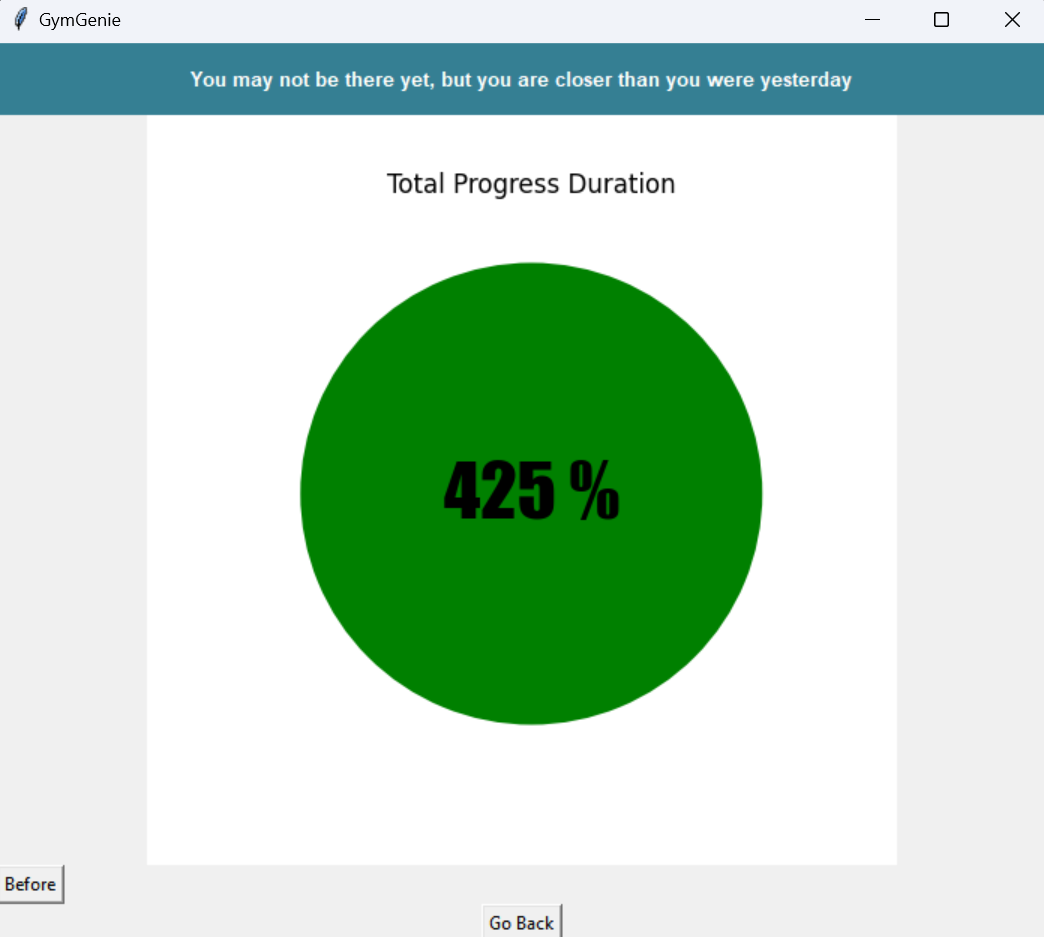 GymGenie
You may not be there yet, but you are closer than you were yesterday
Total Progress Duration
425 %
Before
Go Back